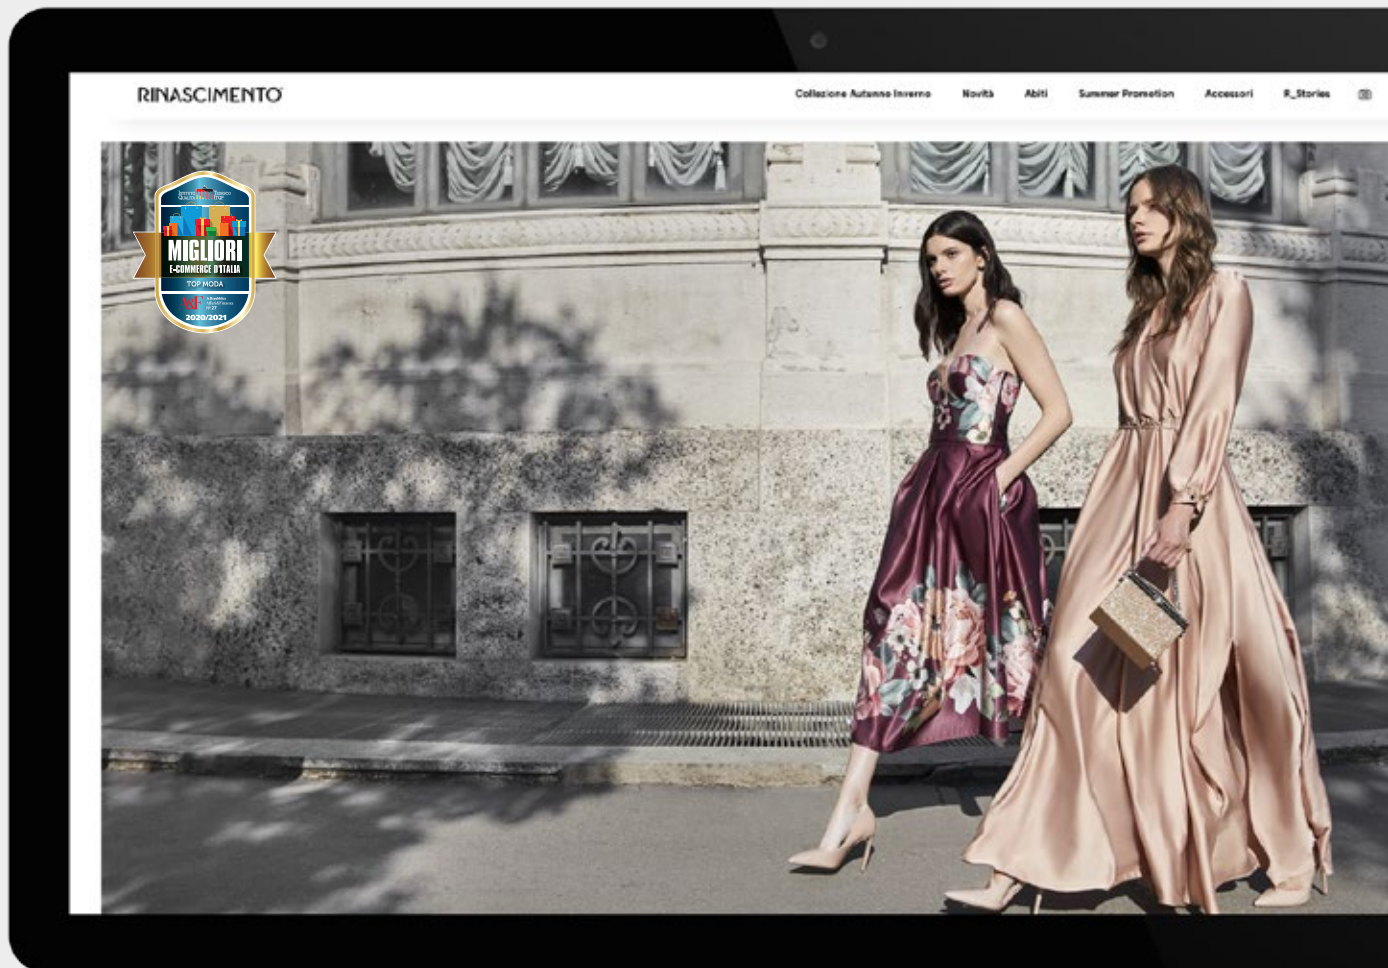 RINASCIMENTO
Collezione Autunno Inverno Novità Abiti Summer Promotion Accessori R_Stories
MIGLIORI
E-COMMERCE D'ITALIA
TOP MODA
A&F
2020/2021